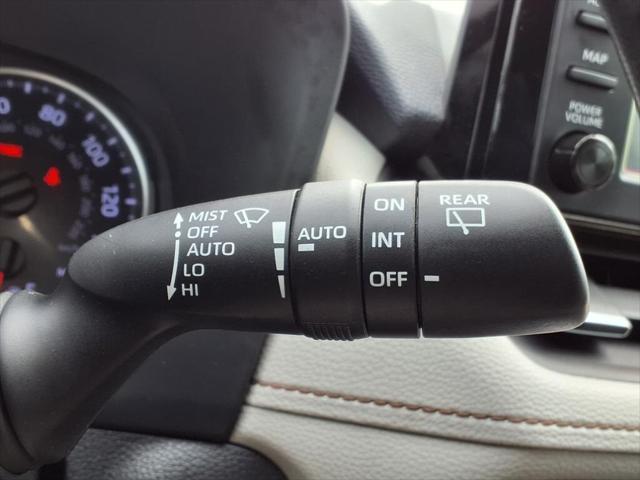 MIST
OFF
AUTO
LO
HI
AUTO
ON
INT
OFF
REAR
MAP
POWER
VOLUME
80
100
120